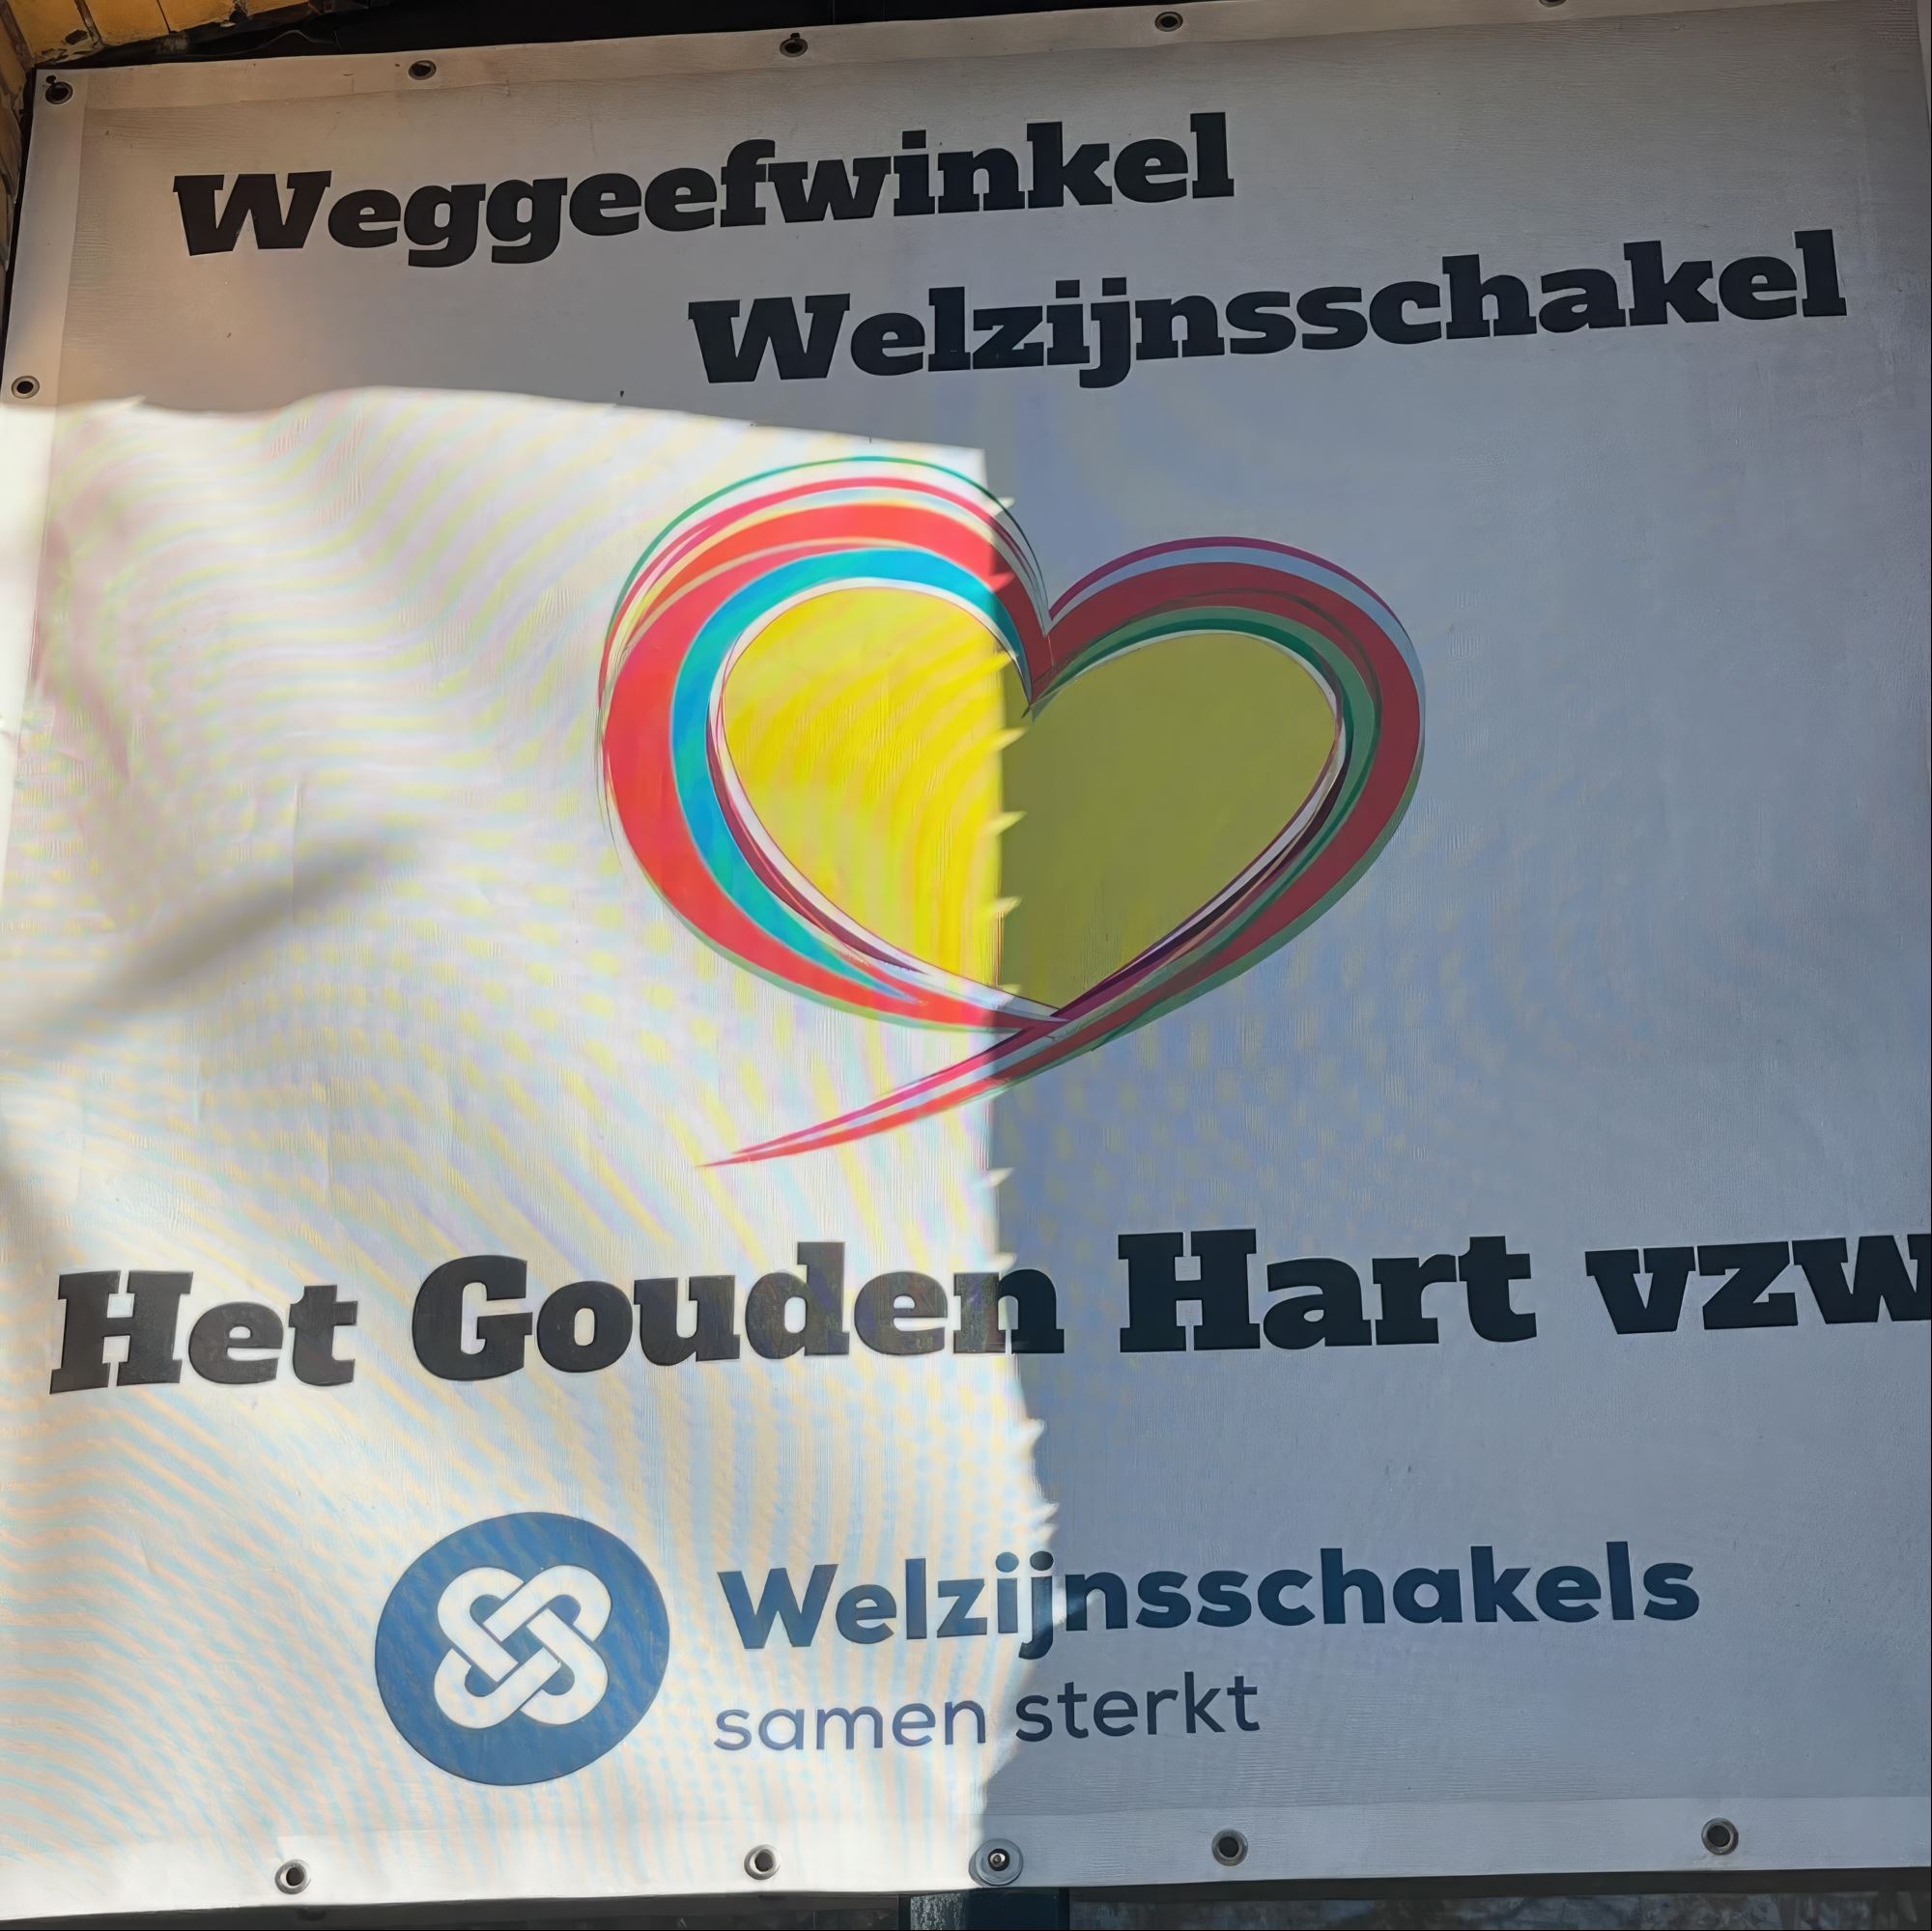 Weggeefwinkel
Welzijnsschakel
Het Gouden Hart vzw
Welzijnsschakels
samen sterkt